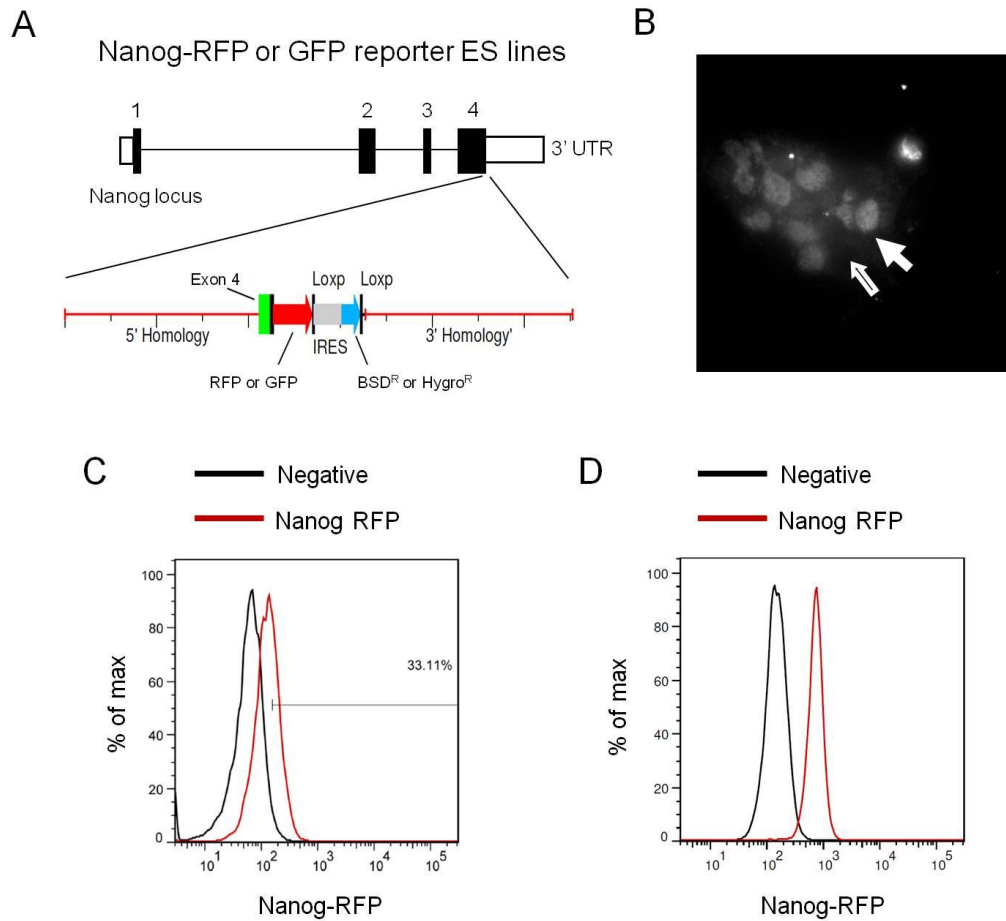 A
Nanog-RFP or GFP reporter ES lines
1 2 3 4
3' UTR
Nanog locus
Exon 4 Loxp Loxp
5' Homology IRES 3' Homology'
RFP or GFP BSDᴿ or Hygroᴿ
B
C
Negative
Nanog RFP
100
80
60
40
20
0
% of max
33.11%
10¹ 10² 10³ 10⁴ 10⁵
Nanog-RFP
D
Negative
Nanog RFP
100
80
60
40
20
0
% of max
10¹ 10² 10³ 10⁴ 10⁵
Nanog-RFP